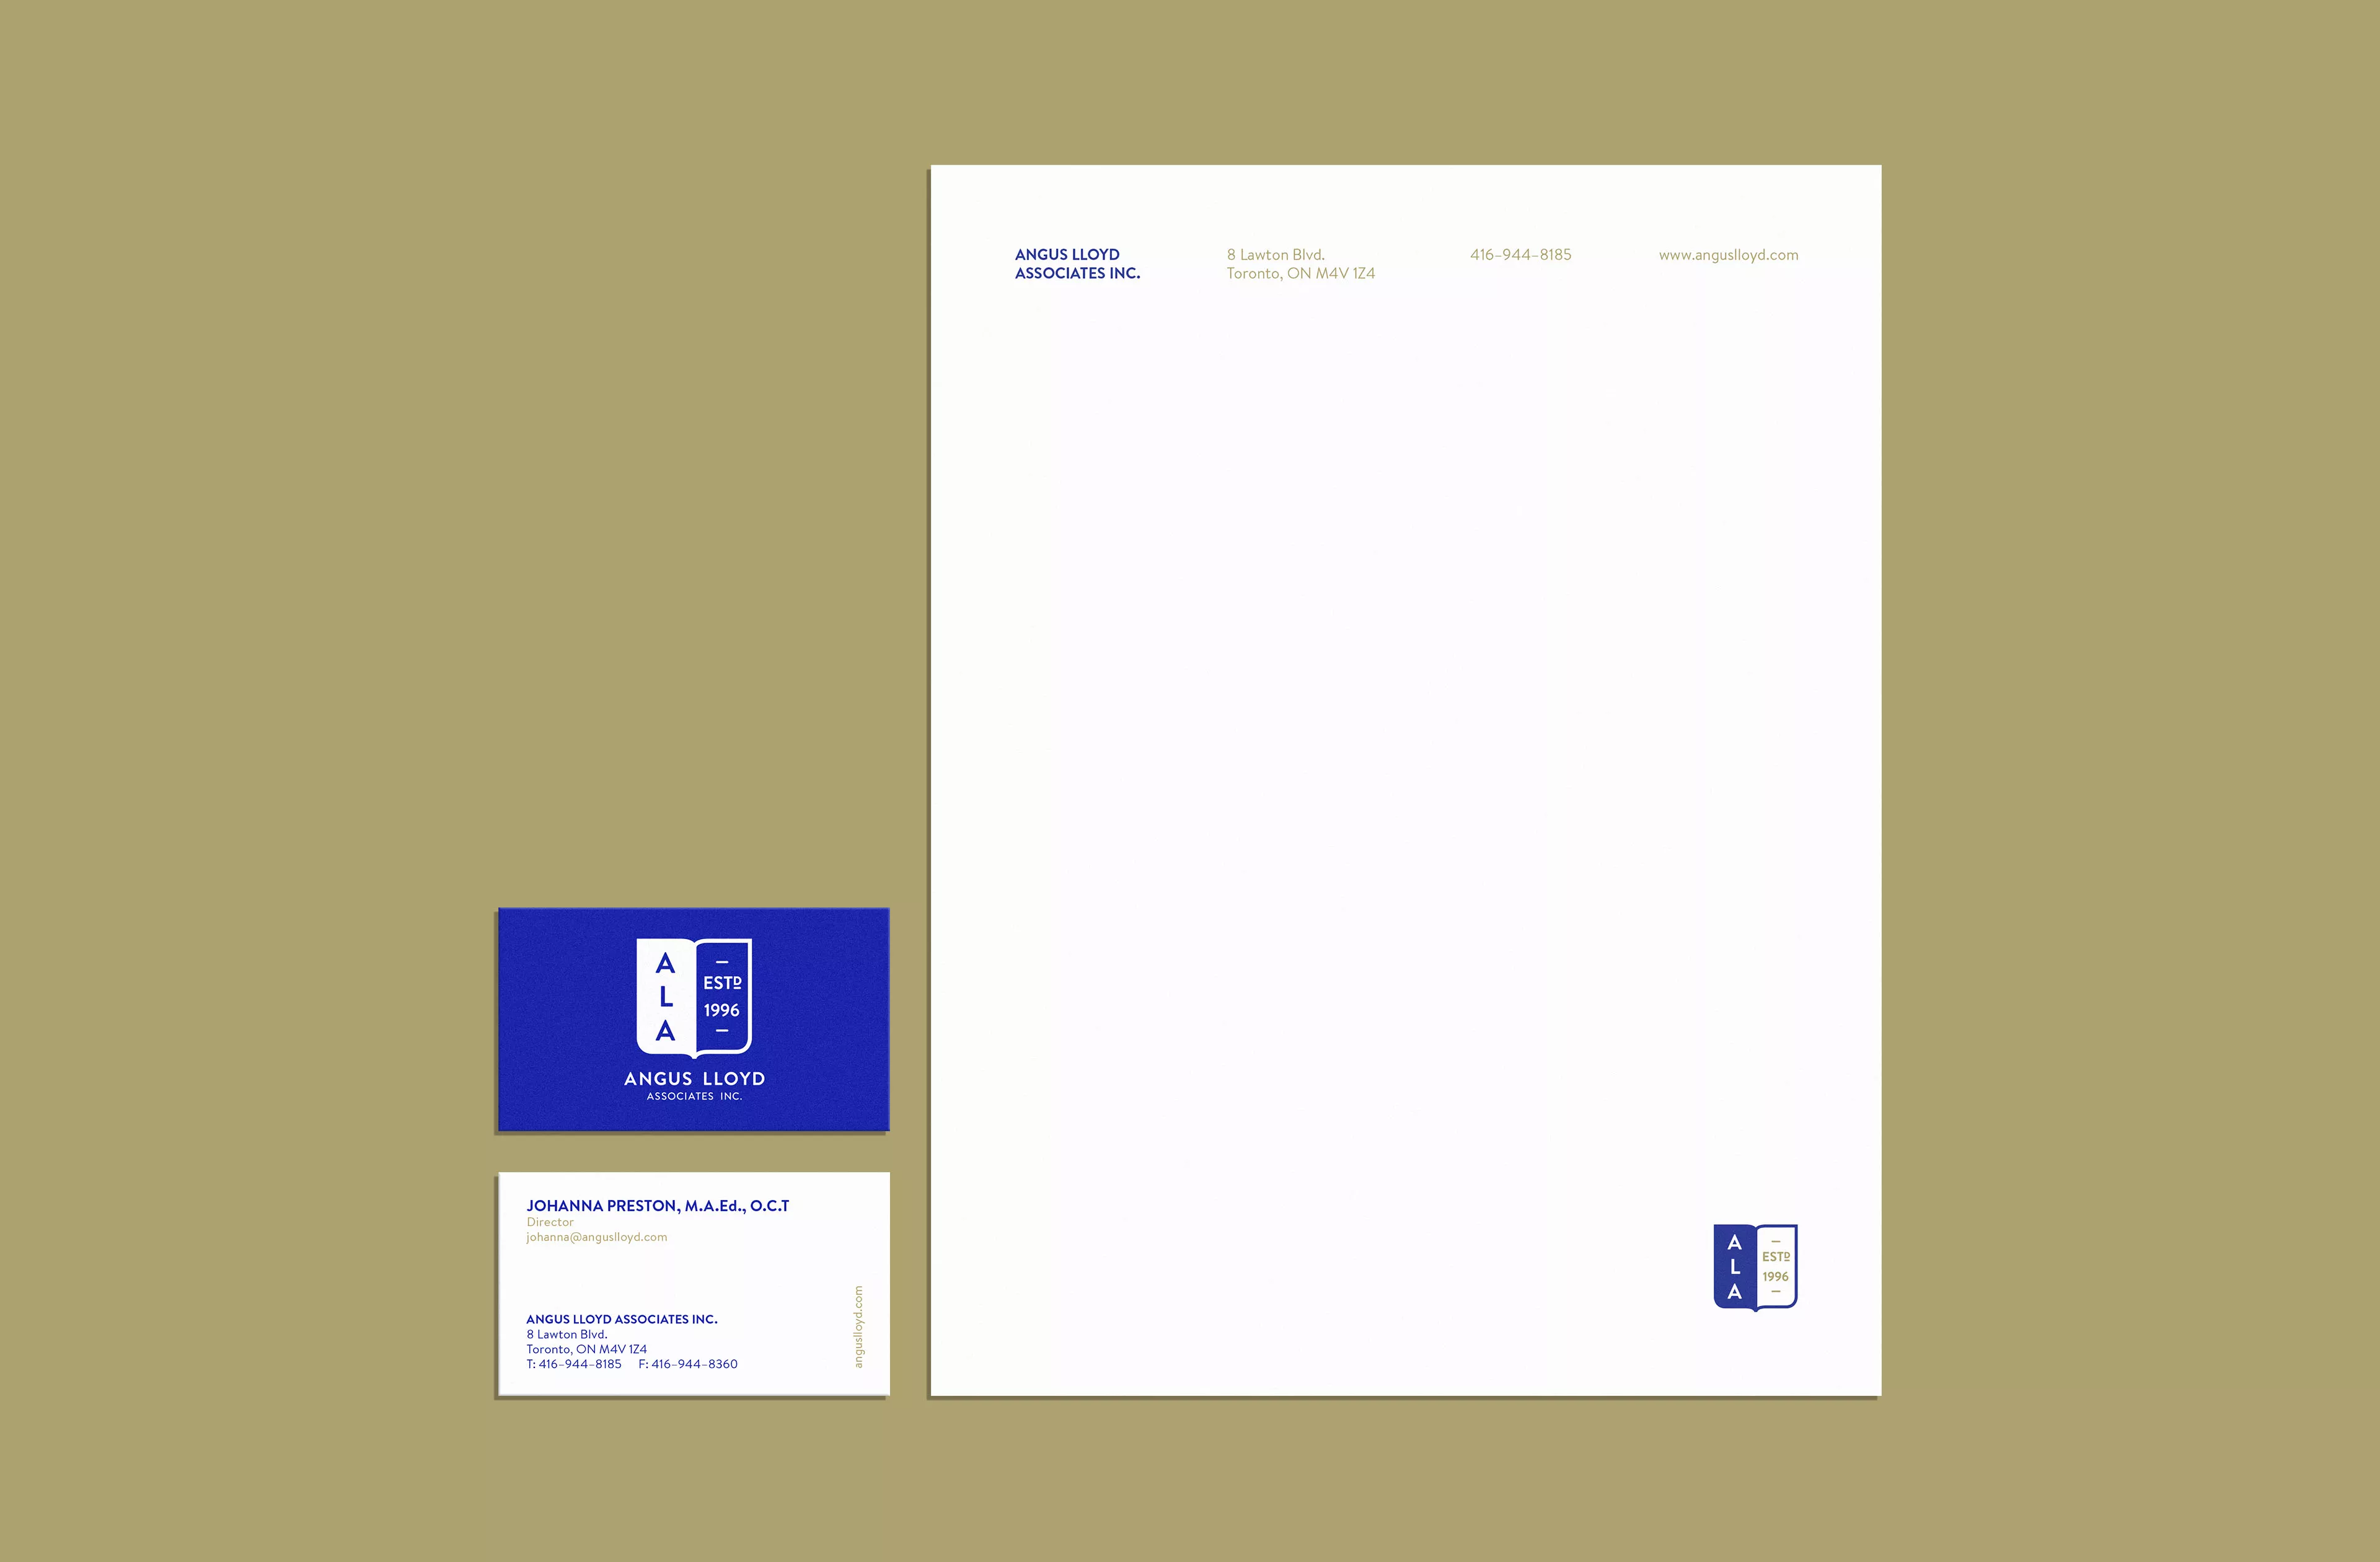 ANGUS LLOYD
ASSOCIATES INC.
8 Lawton Blvd.
Toronto, ON M4V 1Z4
416–944–8185
www.anguslloyd.com
A
L
A
ESTD
1996
ANGUS LLOYD
ASSOCIATES INC.
JOHANNA PRESTON, M.A.Ed., O.C.T
Director
johanna@anguslloyd.com
ANGUS LLOYD ASSOCIATES INC.
8 Lawton Blvd.
Toronto, ON M4V 1Z4
T: 416–944–8185 F: 416–944–8360
anguslloyd.com
A
L
A
ESTD
1996